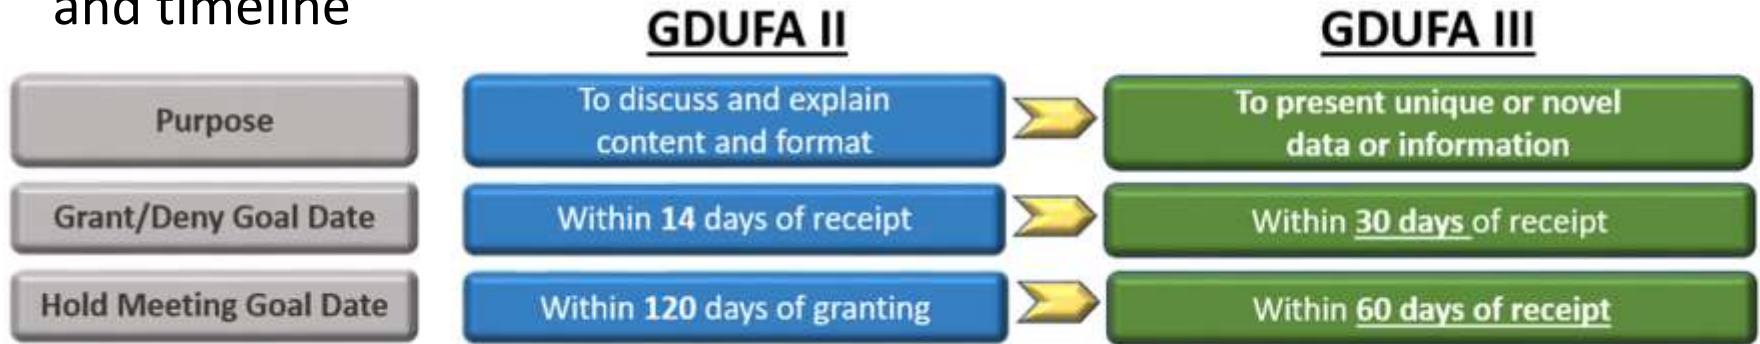 and timeline
GDUFA II
GDUFA III
Purpose
To discuss and explain
content and format
To present unique or novel
data or information
Grant/Deny Goal Date
Within 14 days of receipt
Within 30 days of receipt
Hold Meeting Goal Date
Within 120 days of granting
Within 60 days of receipt